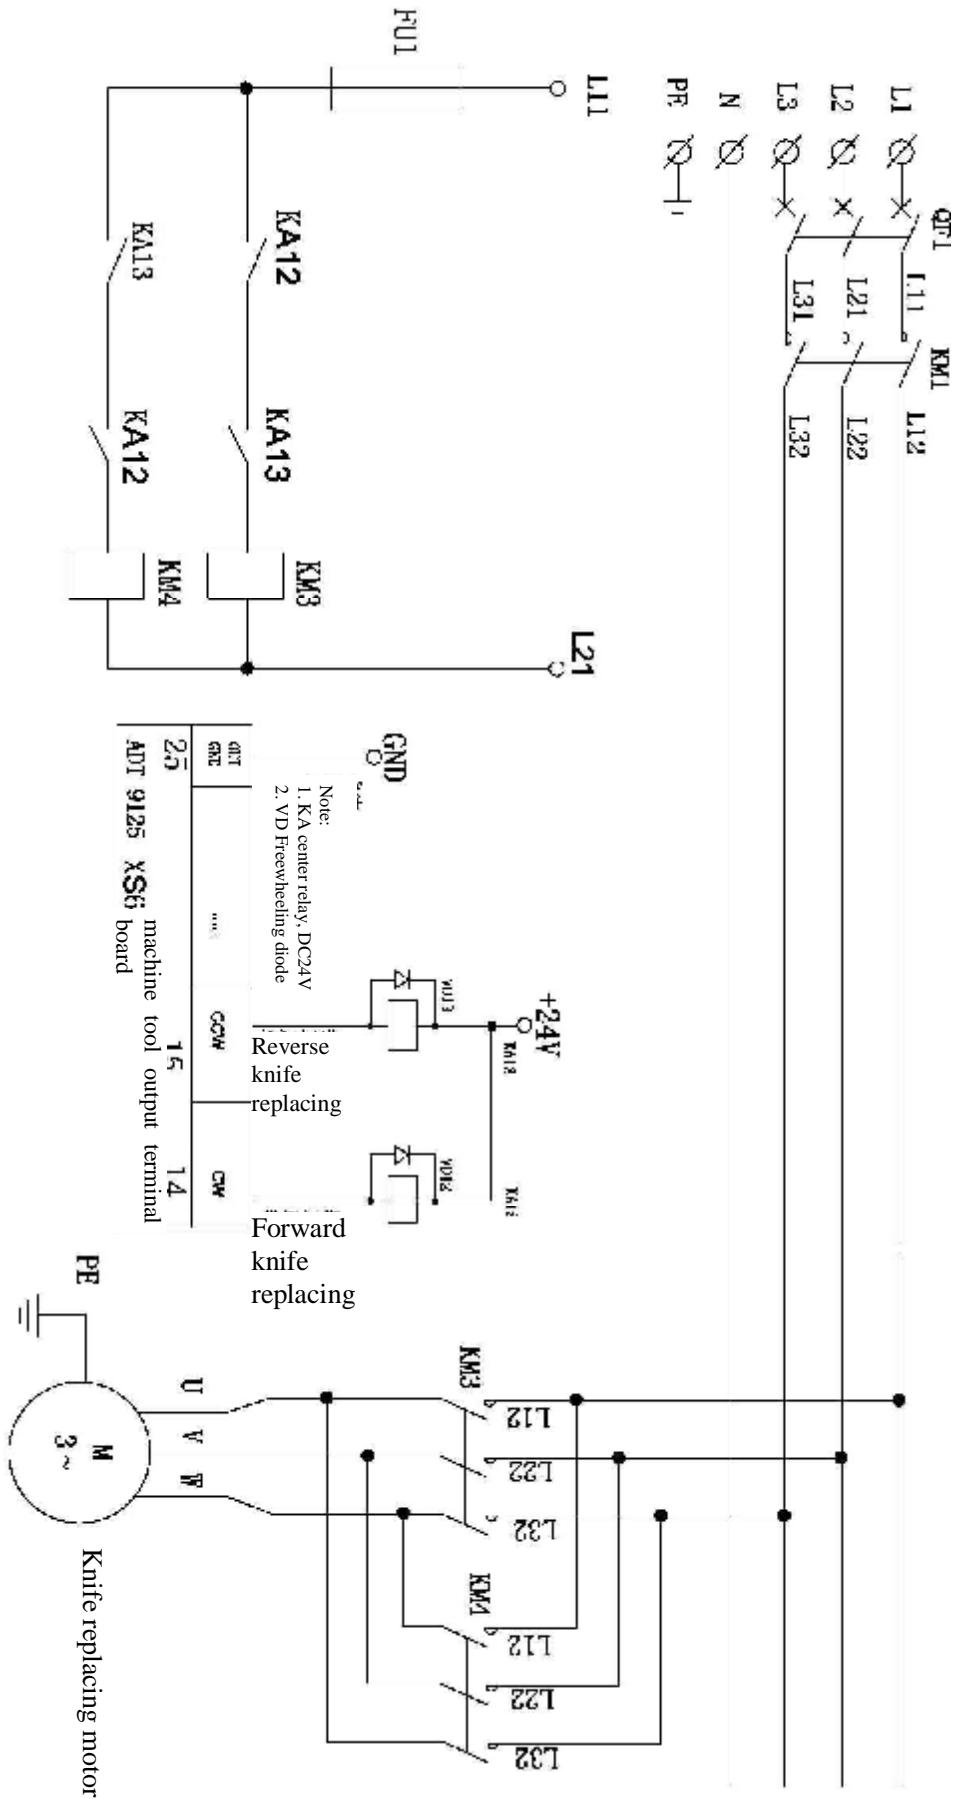 L1
L2
L3
N
PE
QF1
L11
L21
L31
KM1
L12
L22
L32
FU1
L11
KA12
KA13
KM3
KA13
KA12
KM4
L21
GND
Note:
1. KA center relay, DC24V
2. VD Freewheeling diode
25
CCW
15
CW
14
ADT 9125 XS6 machine tool output terminal
board
+24V
VD13
VD12
Reverse
knife
replacing
Forward
knife
replacing
KM3
L12
L22
L32
KM4
L12
L22
L32
U
V
W
PE
M
3~
Knife replacing motor